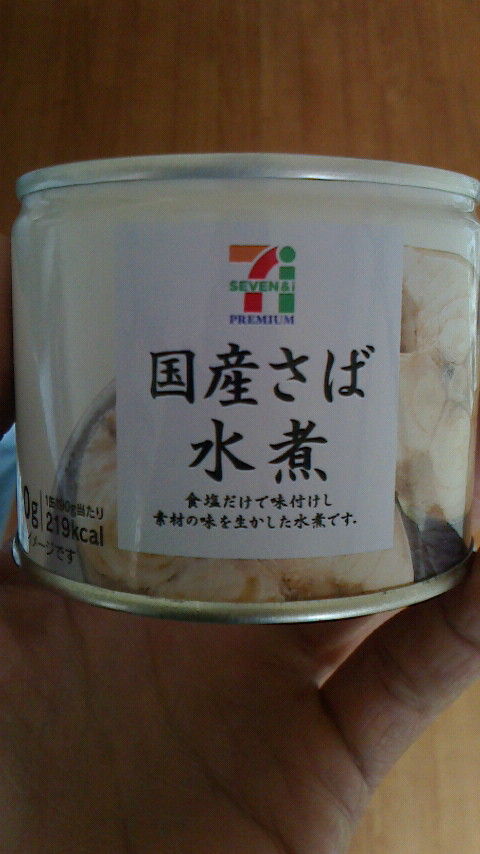 SEVEN&i
PREMIUM
国産さば
水煮
食塩だけで味付けし
素材の味を生かした水煮です.
0g
1缶190g当たり
219kcal
メージです